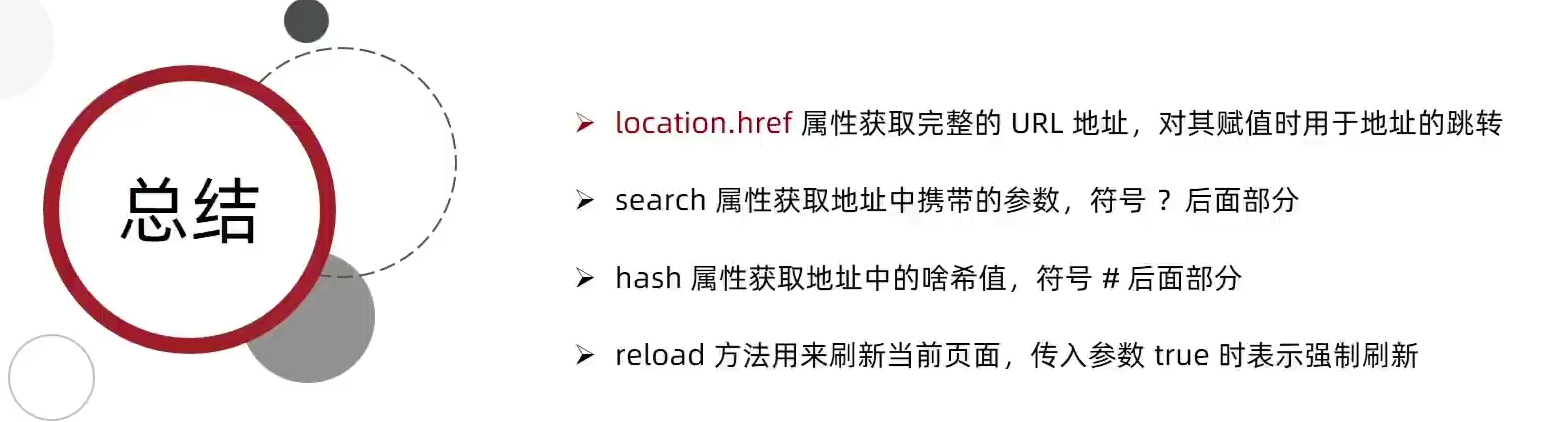 总结
location.href 属性获取完整的 URL 地址，对其赋值时用于地址的跳转
search 属性获取地址中携带的参数，符号 ？后面部分
hash 属性获取地址中的啥希值，符号 # 后面部分
reload 方法用来刷新当前页面，传入参数 true 时表示强制刷新